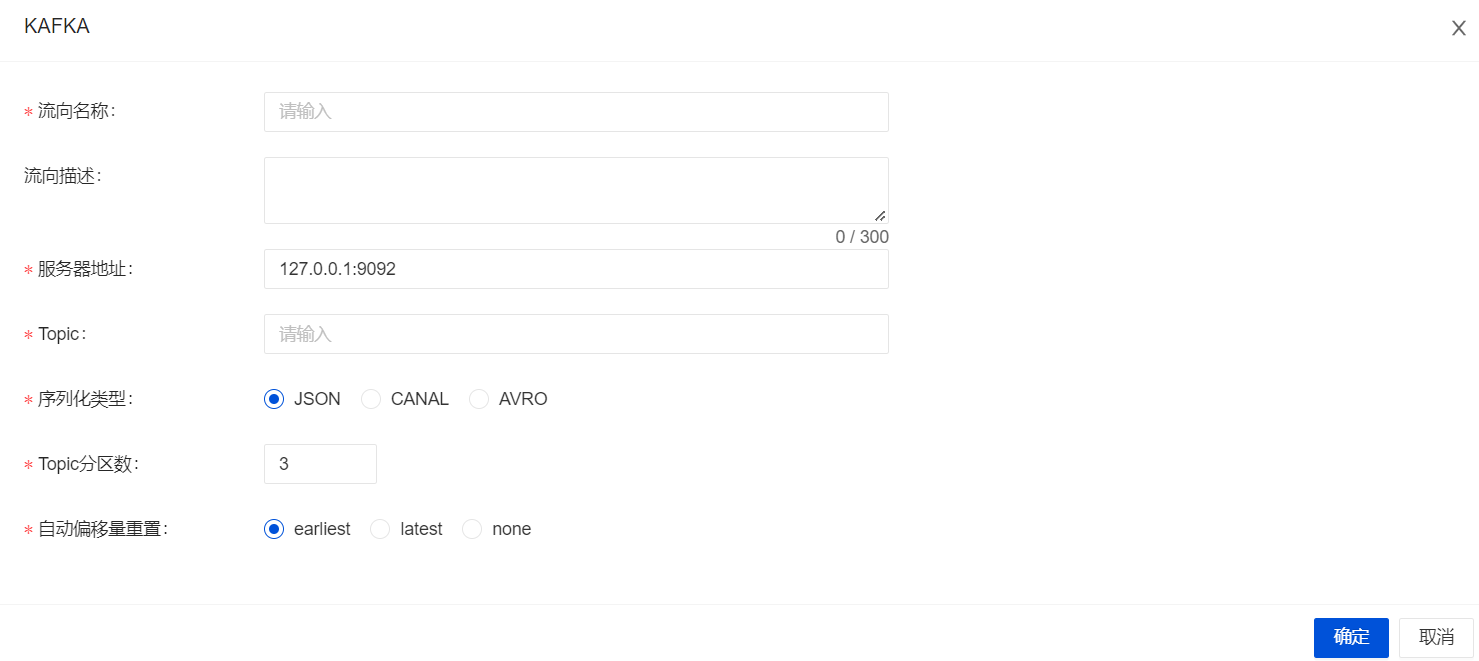 KAFKA
* 流向名称: 请输入
流向描述:
0 / 300
* 服务器地址: 127.0.0.1:9092
* Topic: 请输入
* 序列化类型: JSON CANAL AVRO
* Topic分区数: 3
* 自动偏移量重置: earliest latest none
确定 取消